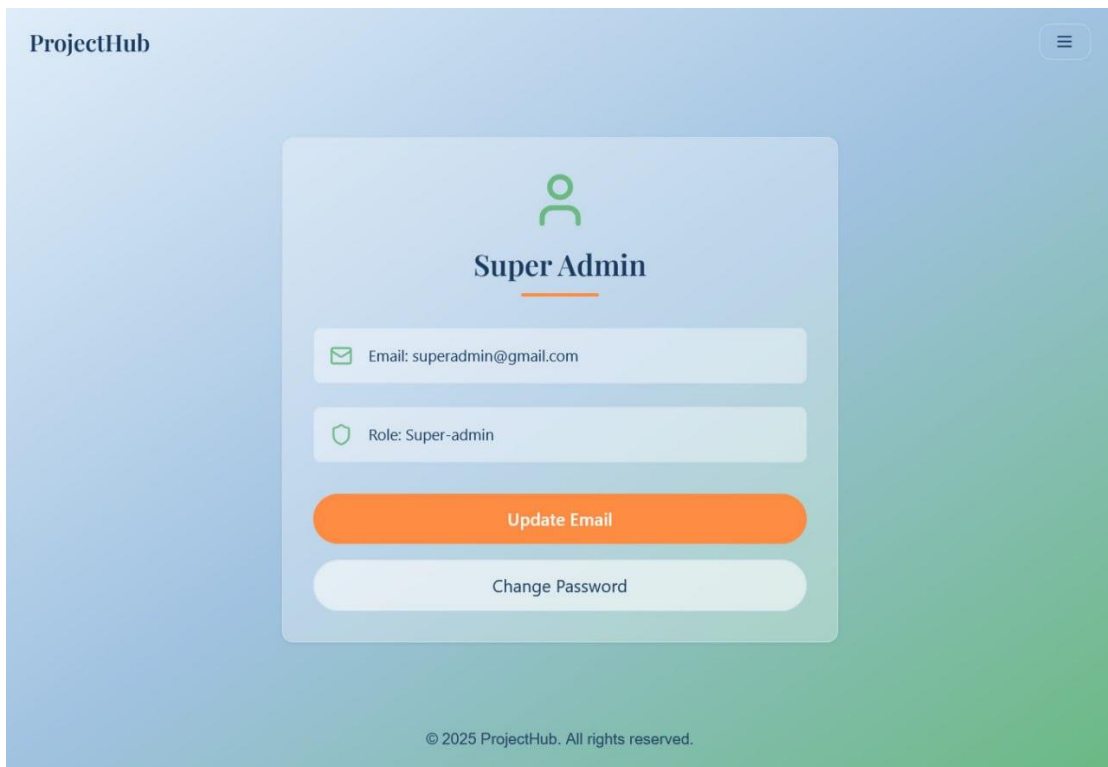 ProjectHub
Super Admin
Email: superadmin@gmail.com
Role: Super-admin
Update Email
Change Password
© 2025 ProjectHub. All rights reserved.